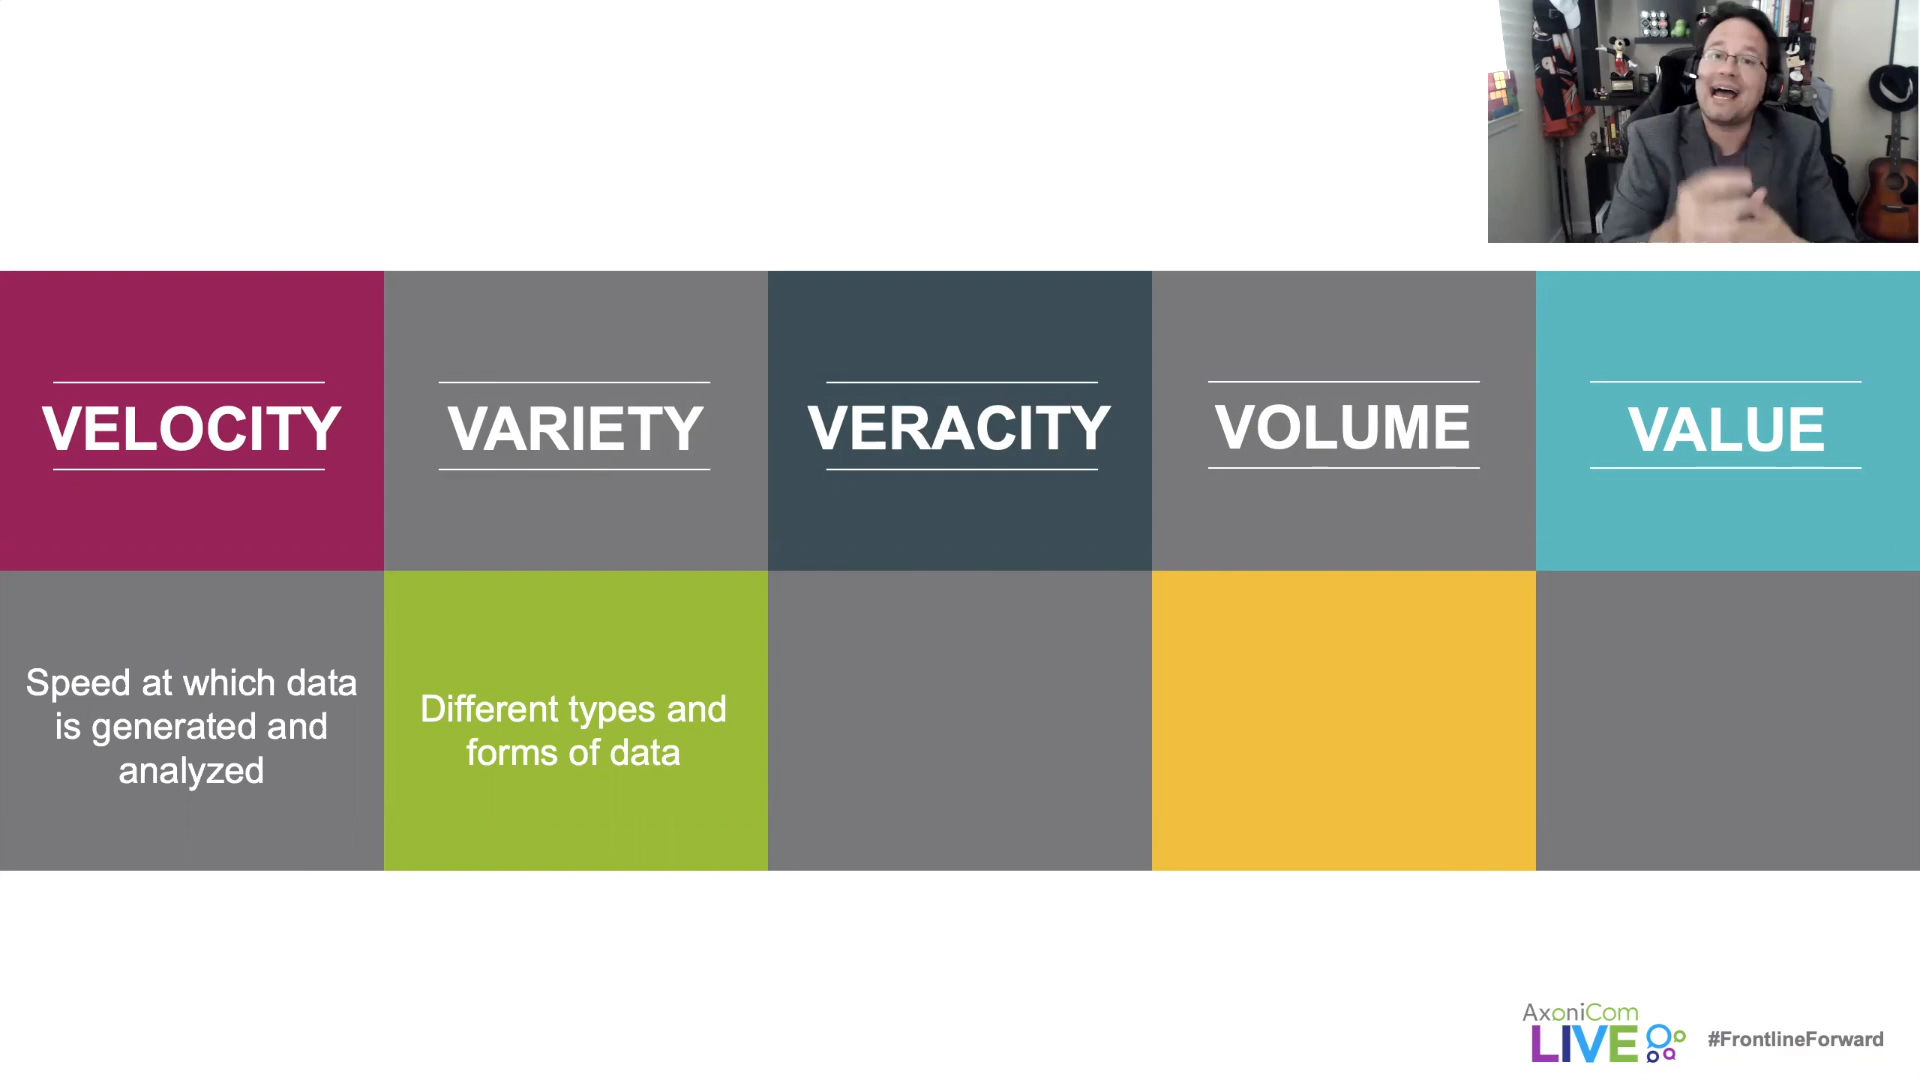 VELOCITY
VARIETY
VERACITY
VOLUME
VALUE
Speed at which data
is generated and
analyzed
Different types and
forms of data
AxoniCom
LIVE
#FrontlineForward